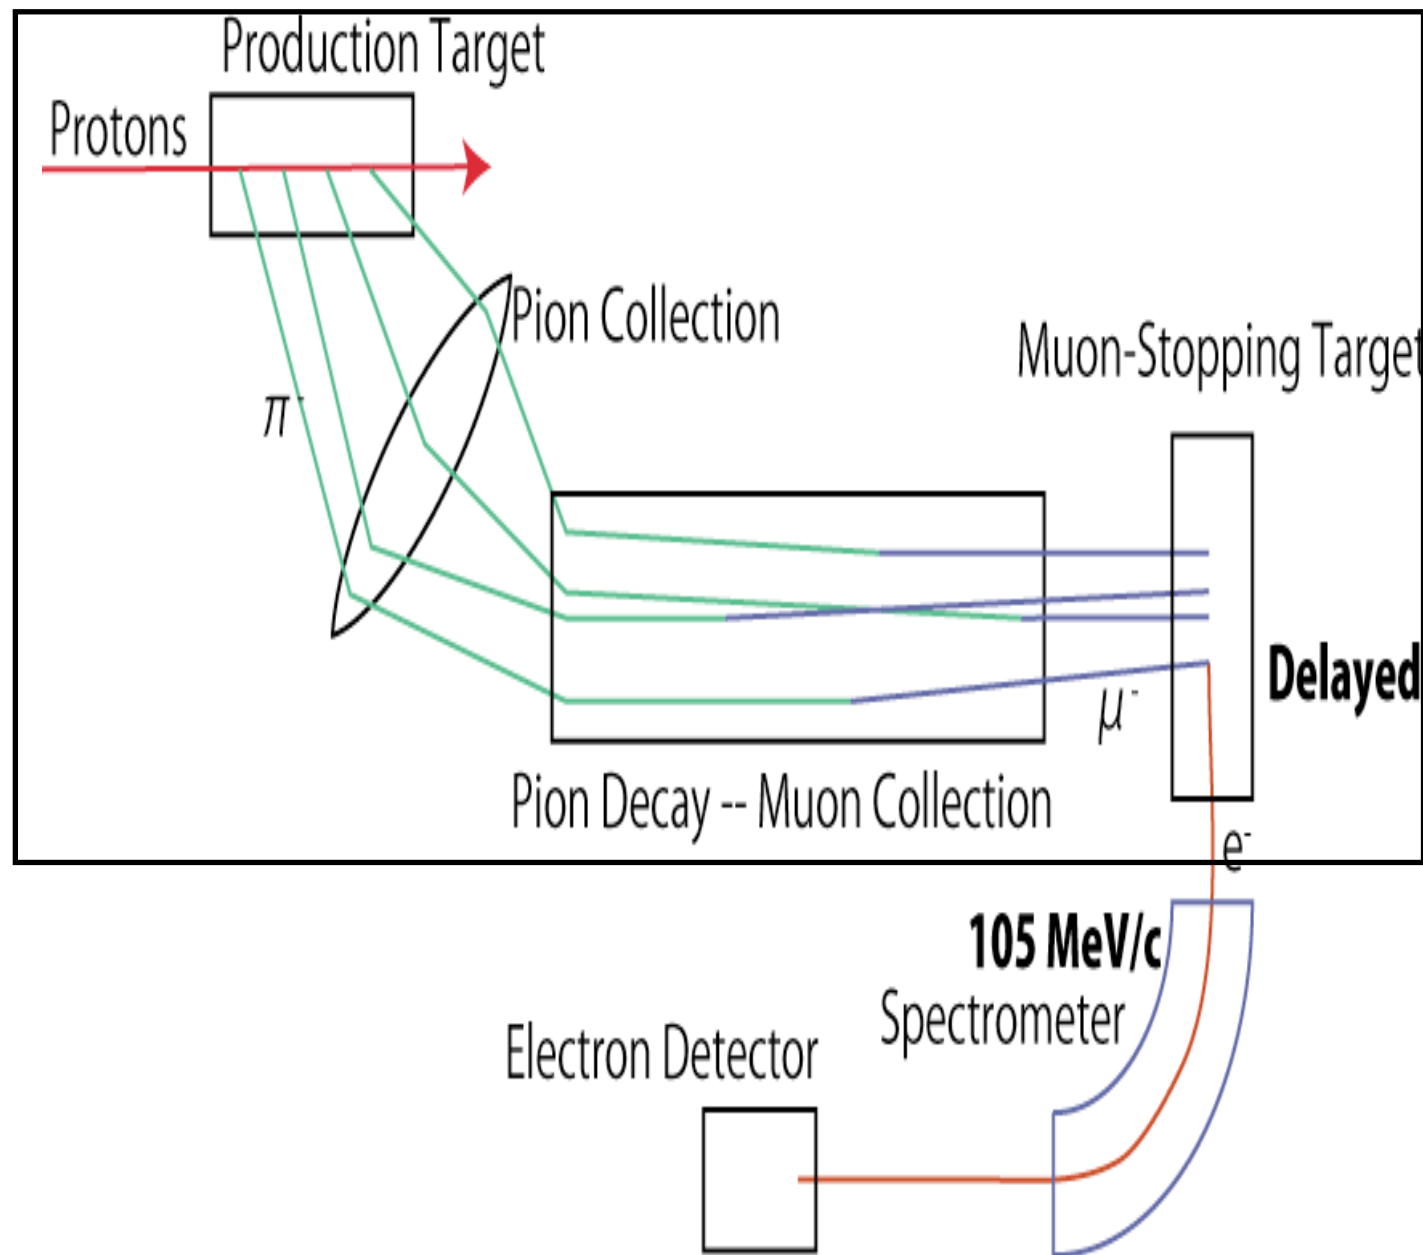 Production Target
Protons
Pion Collection
Muon-Stopping Target
π-
Delayed
μ-
Pion Decay -- Muon Collection
e-
105 MeV/c
Spectrometer
Electron Detector